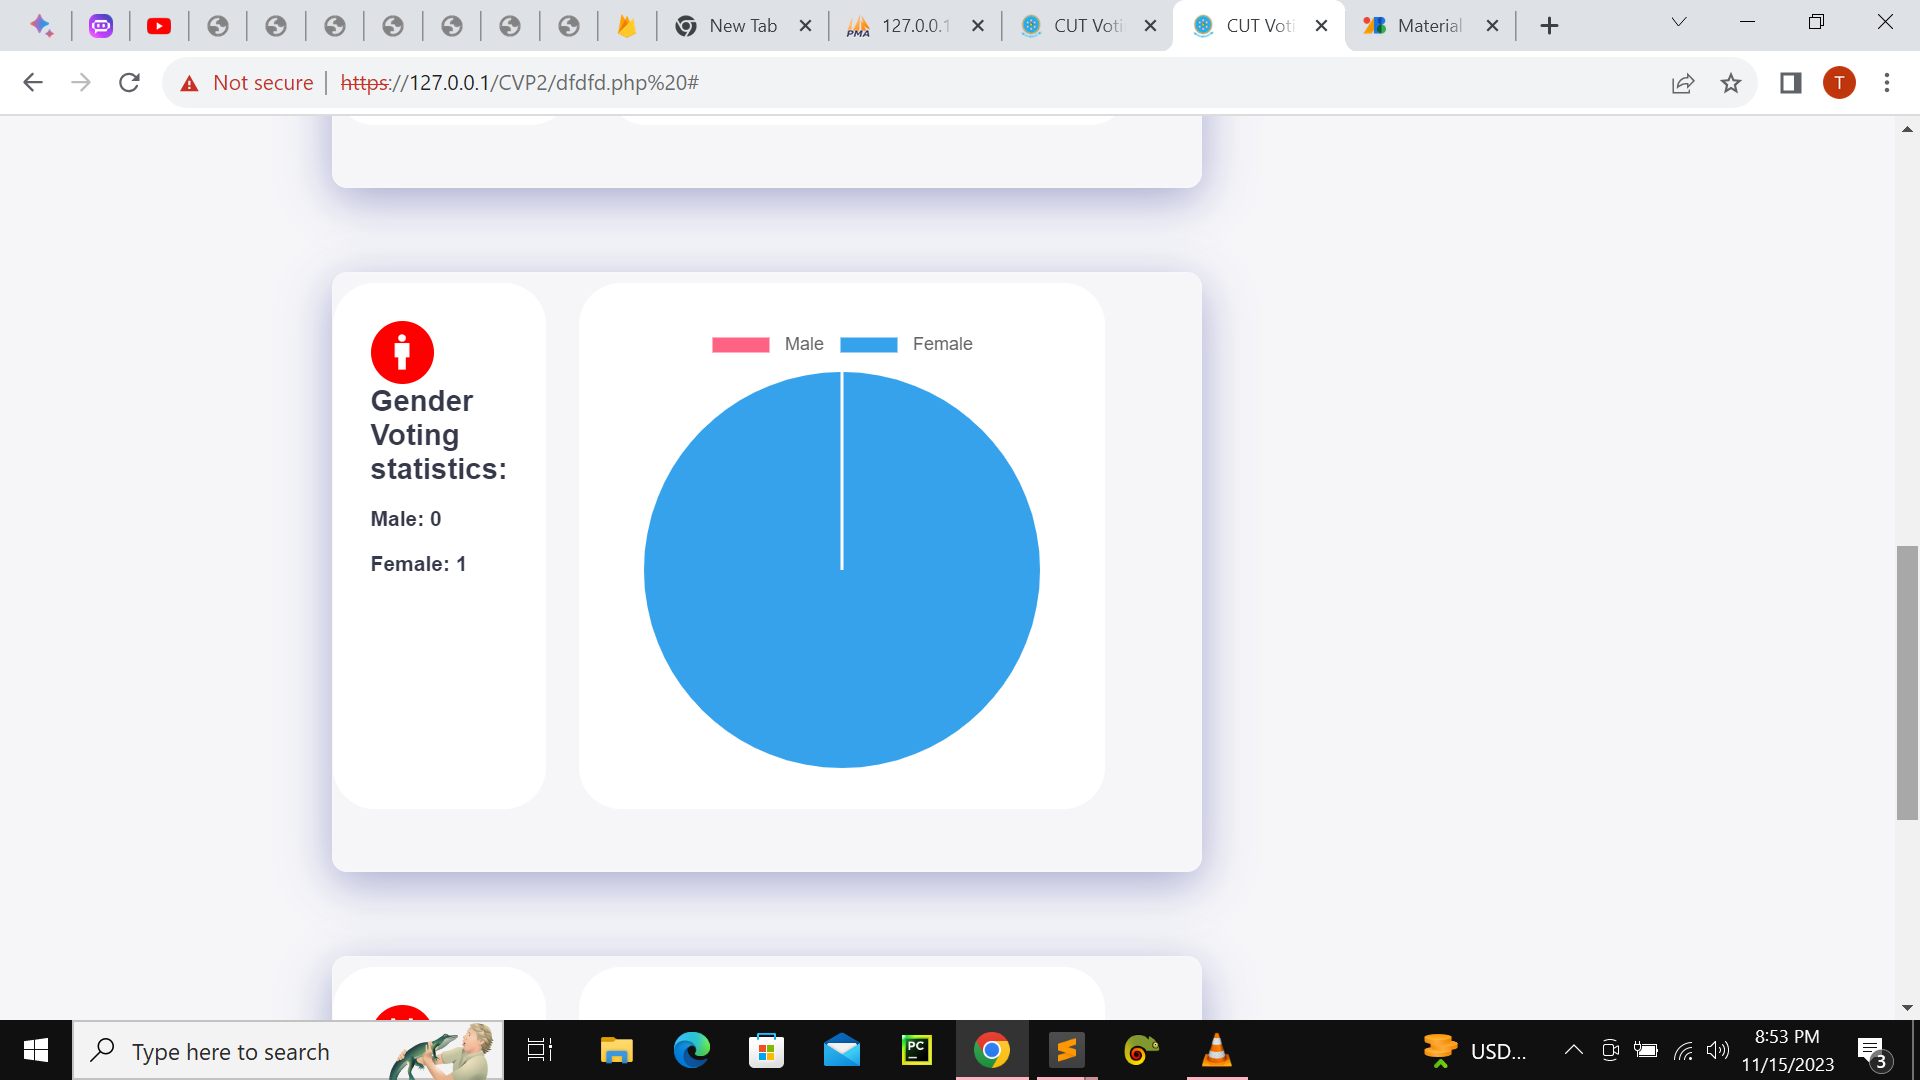 New Tab
127.0.0.1
CUT Voti
CUT Voti
Material
Not secure
https://127.0.0.1/CVP2/dfdfd.php%20#
T
Male
Female
Gender
Voting
statistics:
Male: 0
Female: 1
PMA
Type here to search
PC
USD...
8:53 PM
11/15/2023
3